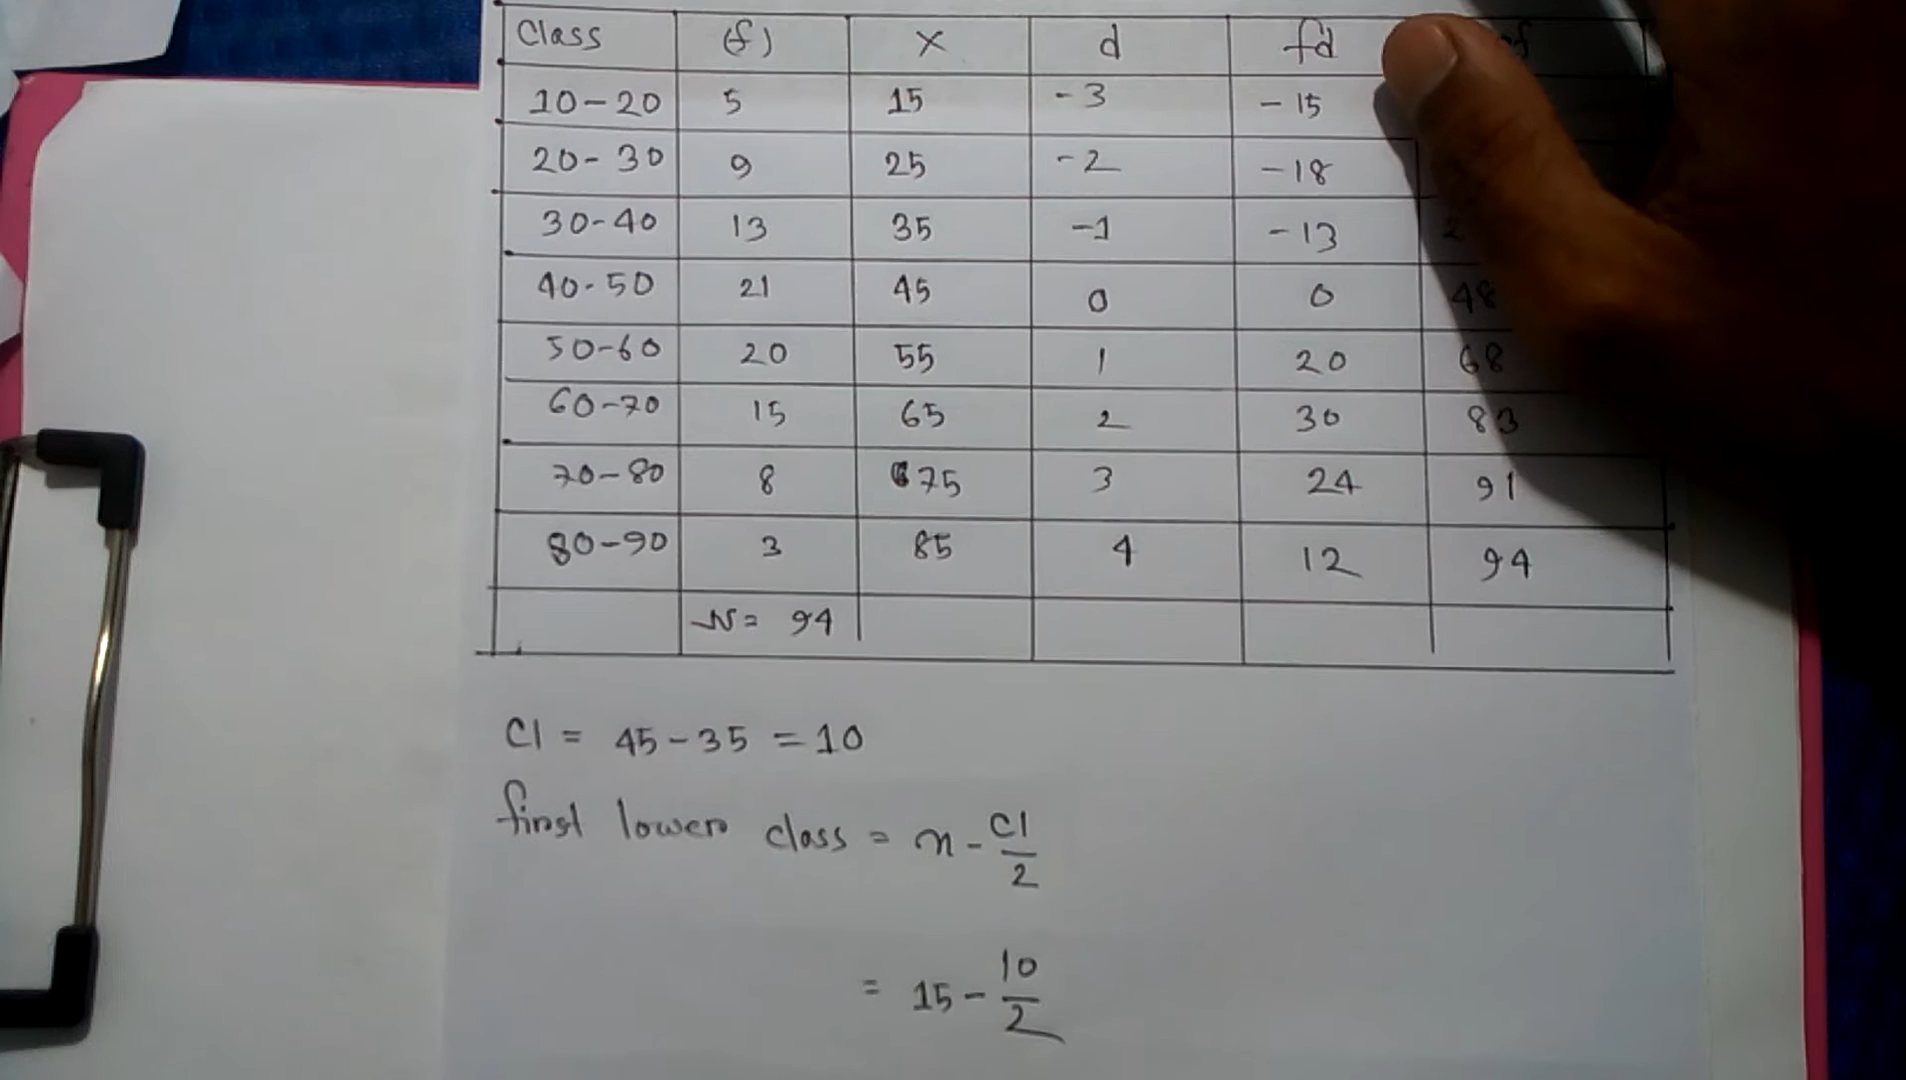 Class (f) x d fd
10-20 5 15 -3 -15
20-30 9 25 -2 -18
30-40 13 35 -1 -13
40-50 21 45 0 0 48
50-60 20 55 1 20 68
60-70 15 65 2 30 83
70-80 8 75 3 24 91
80-90 3 85 4 12 94
N = 94
CI = 45-35 = 10
first lower class = x - CI/2
= 15 - 10/2